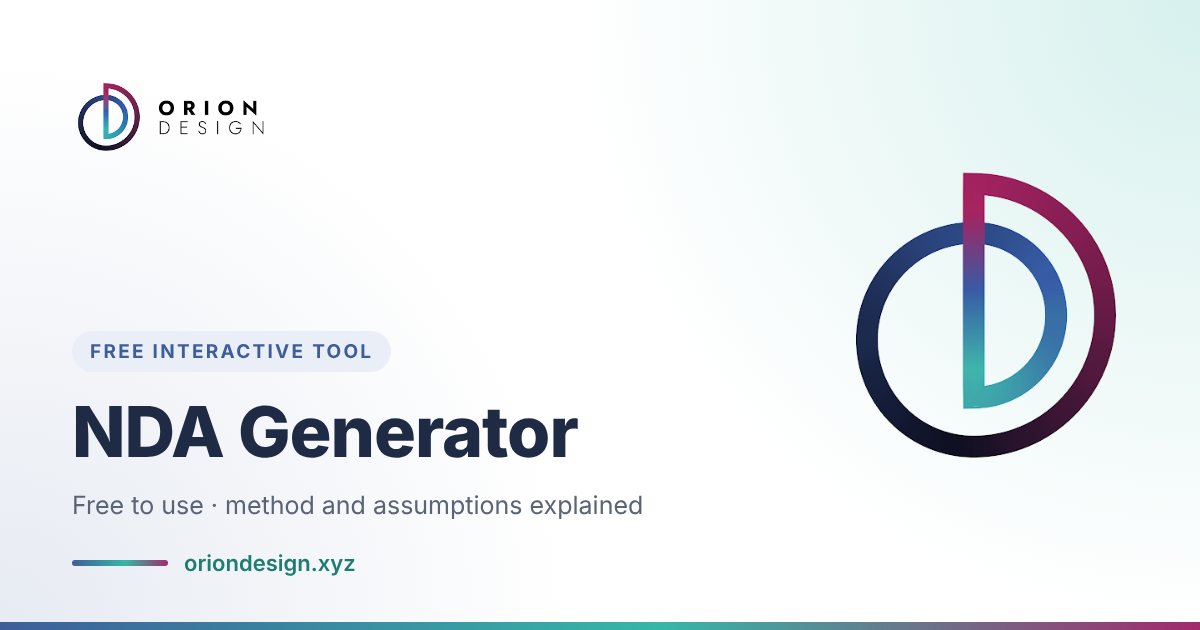 ORION
DESIGN
FREE INTERACTIVE TOOL
NDA Generator
Free to use · method and assumptions explained
oriondesign.xyz